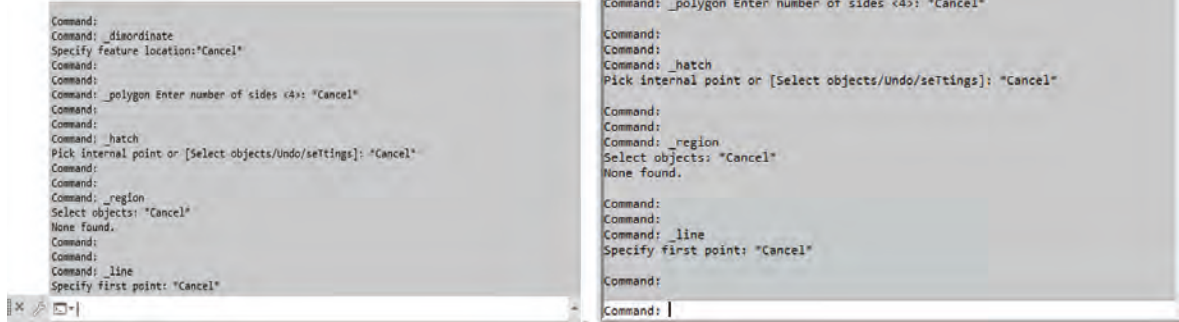 Command:
Command: _dimordinate
Specify feature location:*Cancel*
Command:
Command:
Command: _polygon Enter number of sides <4>: *Cancel*
Command:
Command:
Command: _hatch
Pick internal point or [Select objects/Undo/seTtings]: *Cancel*
Command:
Command:
Command: _region
Select objects: *Cancel*
None found.
Command:
Command:
Command: _line
Specify first point: *Cancel*
Command: _polygon Enter number of sides <4>: *Cancel*
Command:
Command:
Command: _hatch
Pick internal point or [Select objects/Undo/seTtings]: *Cancel*
Command:
Command:
Command: _region
Select objects: *Cancel*
None found.
Command:
Command:
Command: _line
Specify first point: *Cancel*
Command:
Command: